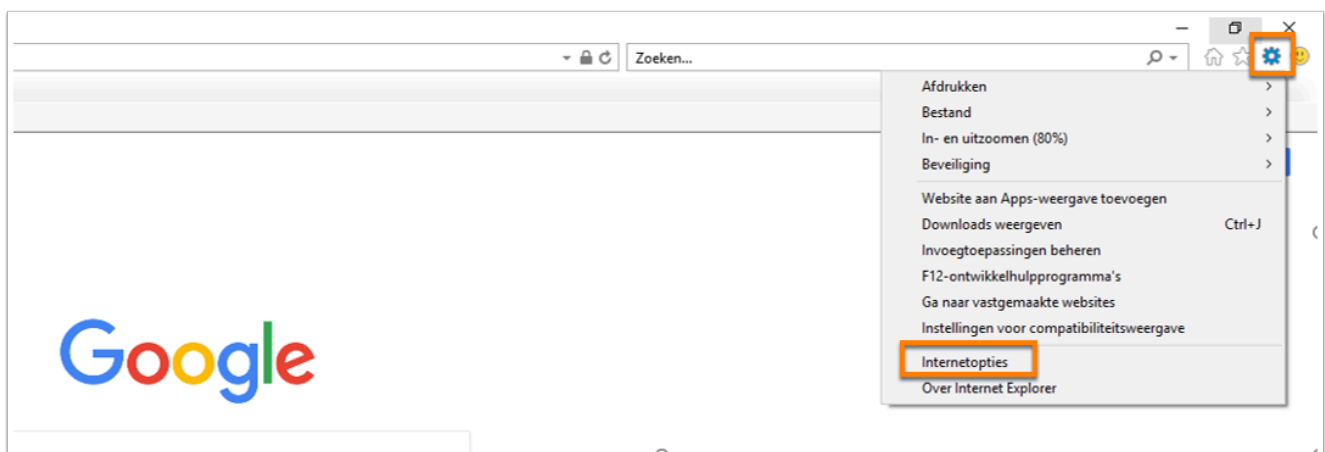 Zoeken...
Afdrukken
Bestand
In- en uitzoomen (80%)
Beveiliging
Website aan Apps-weergave toevoegen
Downloads weergeven Ctrl+J
Invoegtoepassingen beheren
F12-ontwikkelhulpprogramma's
Ga naar vastgemaakte websites
Instellingen voor compatibiliteitsweergave
Internetopties
Over Internet Explorer
Google